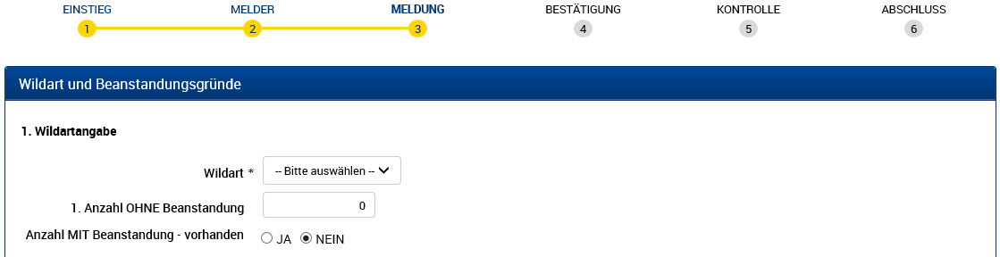 EINSTIEG MELDER MELDUNG BESTÄTIGUNG KONTROLLE ABSCHLUSS
1 2 3 4 5 6
Wildart und Beanstandungsgründe
1. Wildartangabe
Wildart * -- Bitte auswählen --
1. Anzahl OHNE Beanstandung 0
Anzahl MIT Beanstandung - vorhanden JA NEIN